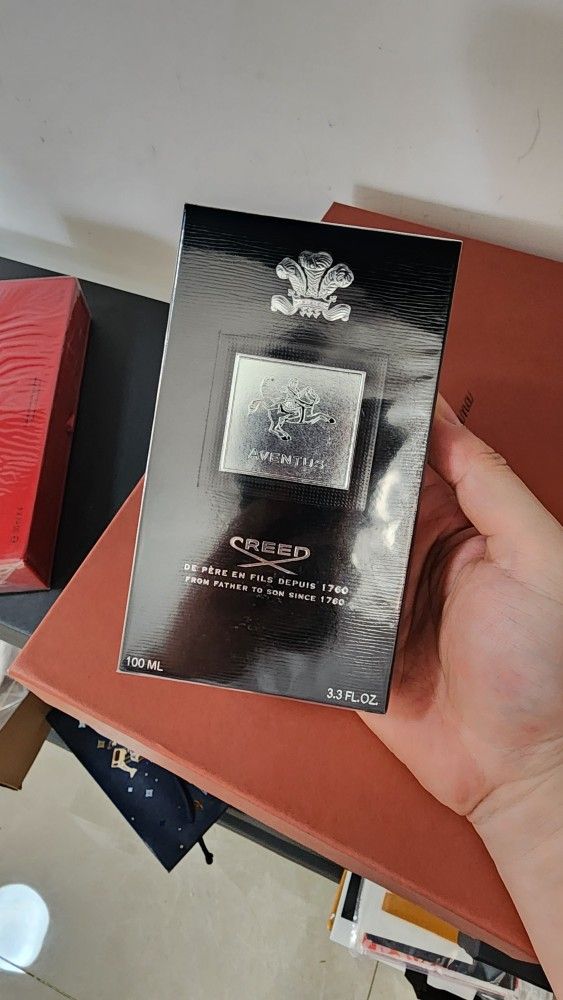 AVENTUS
CREED
DE PÈRE EN FILS DEPUIS 1760
FROM FATHER TO SON SINCE 1760
100 ML
3.3 FL.OZ.